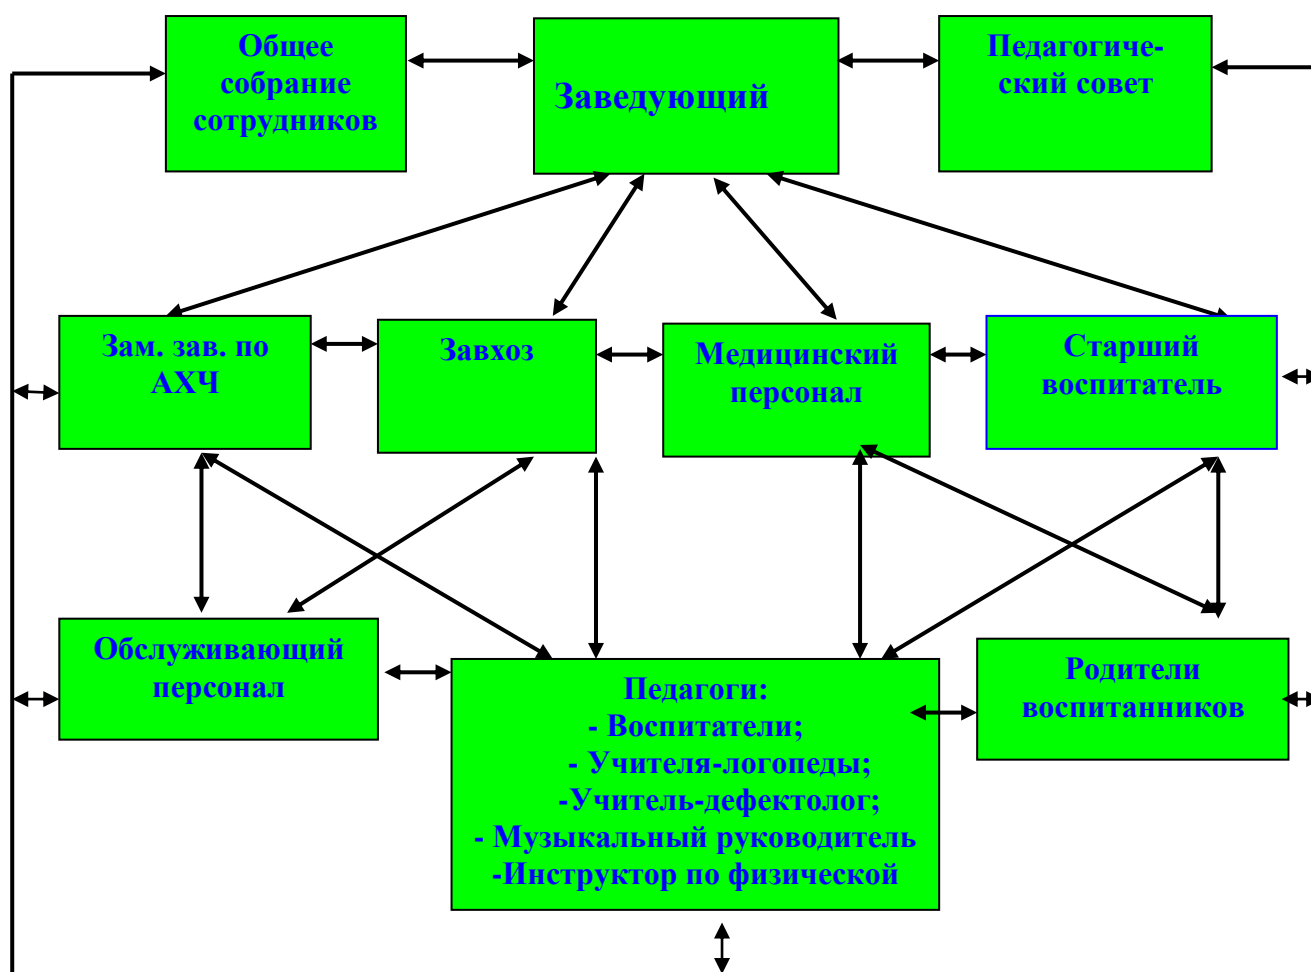 Общее
собрание
сотрудников
Заведующий
Педагогиче-
ский совет
Зам. зав. по
АХЧ
Завхоз
Медицинский
персонал
Старший
воспитатель
Обслуживающий
персонал
Педагоги:
- Воспитатели;
- Учителя-логопеды;
-Учитель-дефектолог;
- Музыкальный руководитель
-Инструктор по физической
Родители
воспитанников